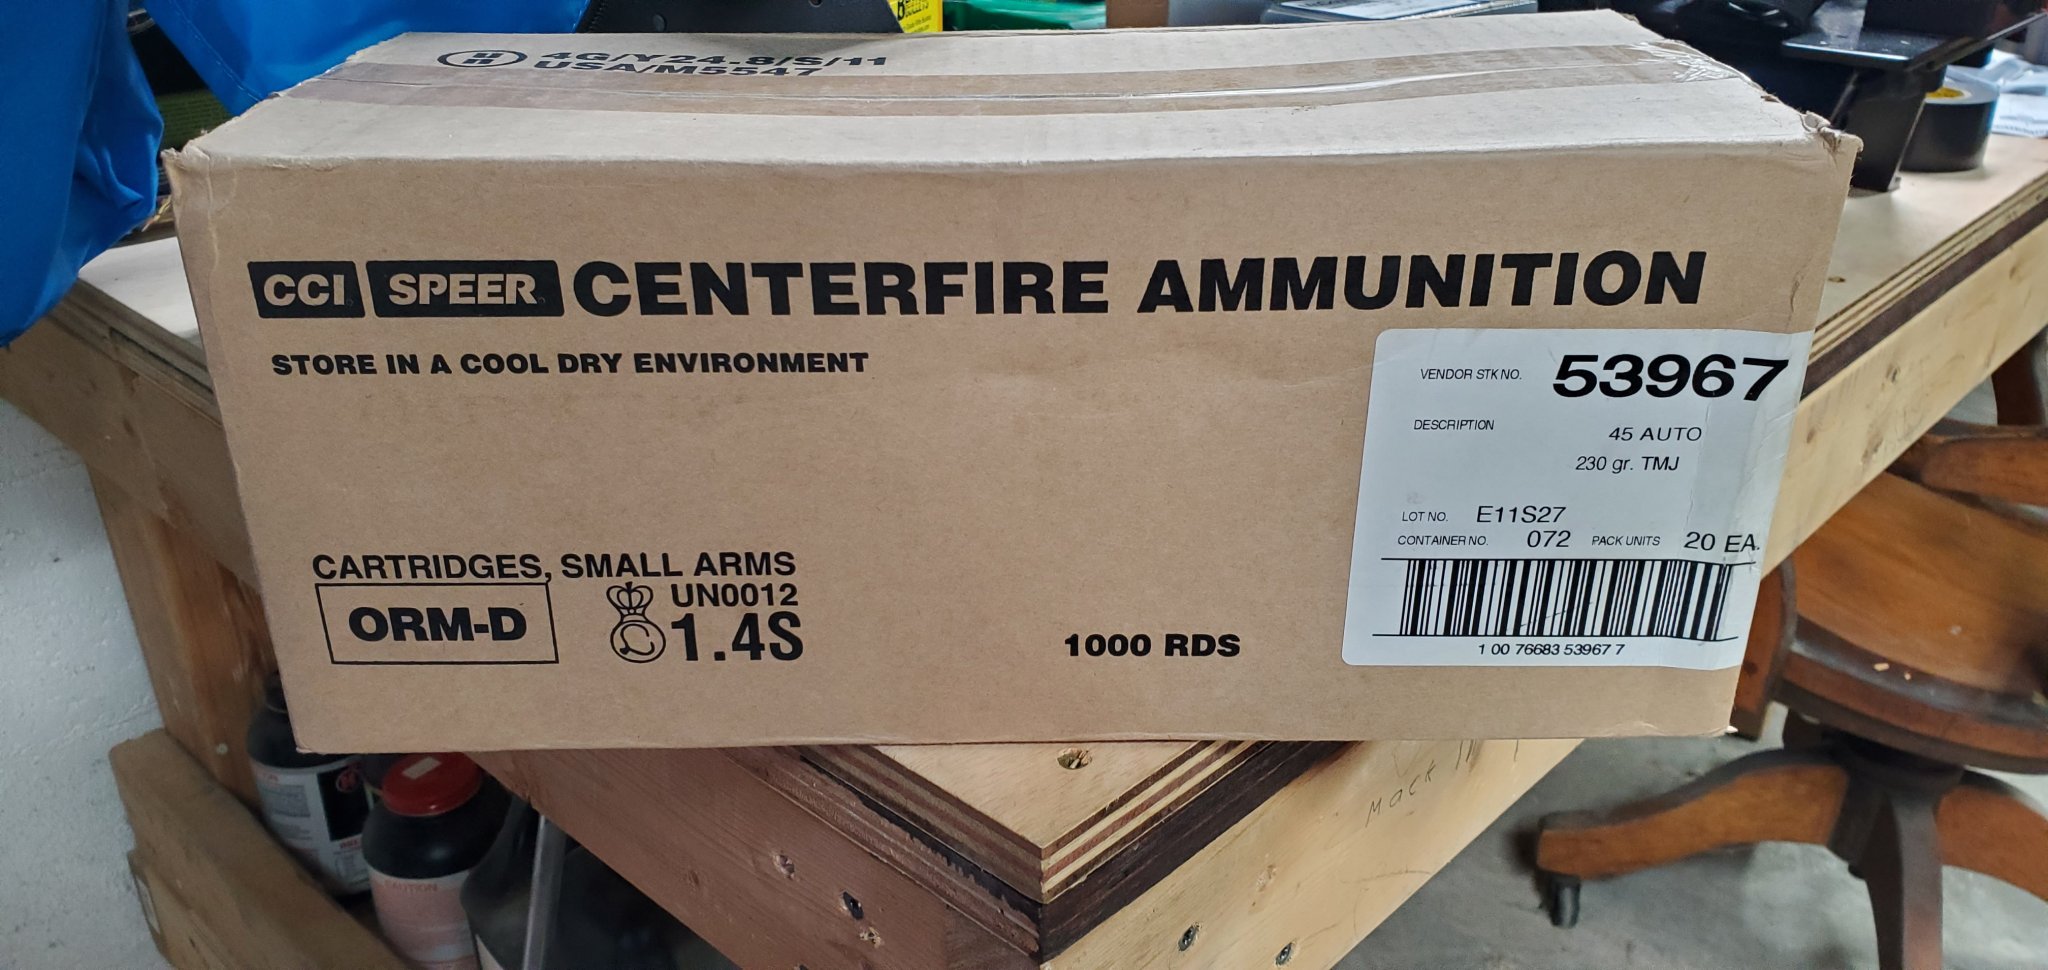 4G/Y24.8/S/11
USA/M5547
CCI SPEER CENTERFIRE AMMUNITION
STORE IN A COOL DRY ENVIRONMENT
VENDOR STK NO. 53967
DESCRIPTION 45 AUTO
230 gr. TMJ
LOT NO. E11S27
CONTAINER NO. 072 PACK UNITS 20 EA.
1 00 76683 53967 7
CARTRIDGES, SMALL ARMS
ORM-D
UN0012
1.4S
1000 RDS
CAUTION